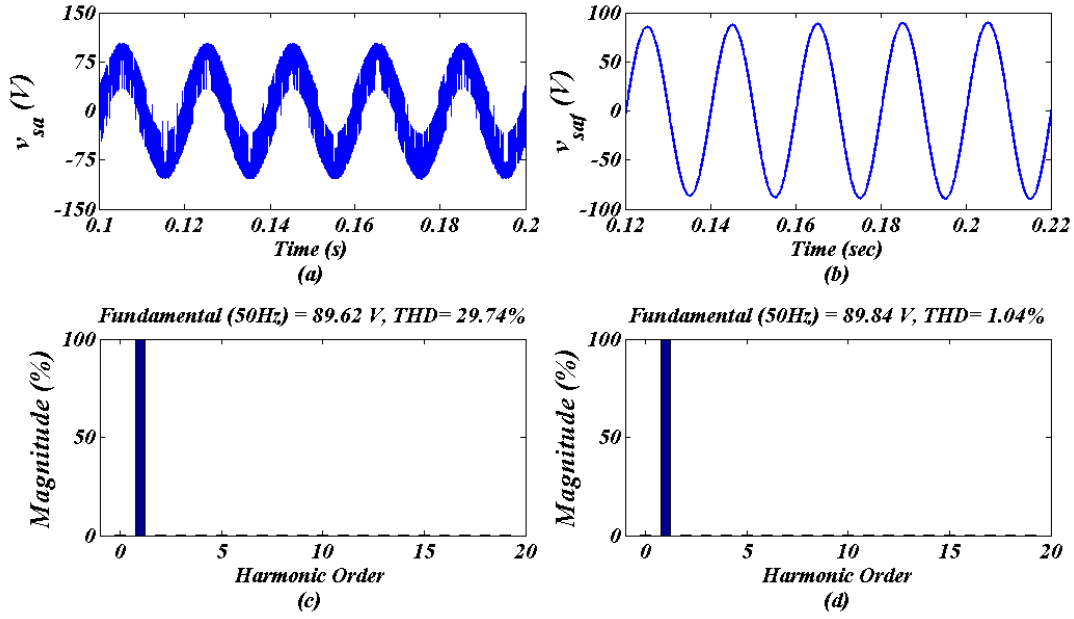 150
75
0
-75
-150
v_sa (V)
0.1
0.12
0.14
0.16
0.18
0.2
Time (s)
(a)
100
50
0
-50
-100
v_saf (V)
0.12
0.14
0.16
0.18
0.2
0.22
Time (sec)
(b)
Fundamental (50Hz) = 89.62 V, THD= 29.74%
100
50
0
Magnitude (%)
0
5
10
15
20
Harmonic Order
(c)
Fundamental (50Hz) = 89.84 V, THD= 1.04%
100
50
0
Magnitude (%)
0
5
10
15
20
Harmonic Order
(d)